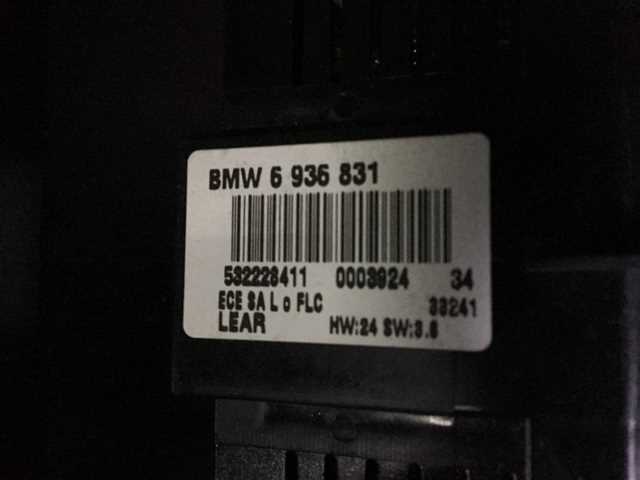 BMW 6 936 831
532228411 0003924 34
ECE SA L o FLC 33241
LEAR HW:24 SW:3.8